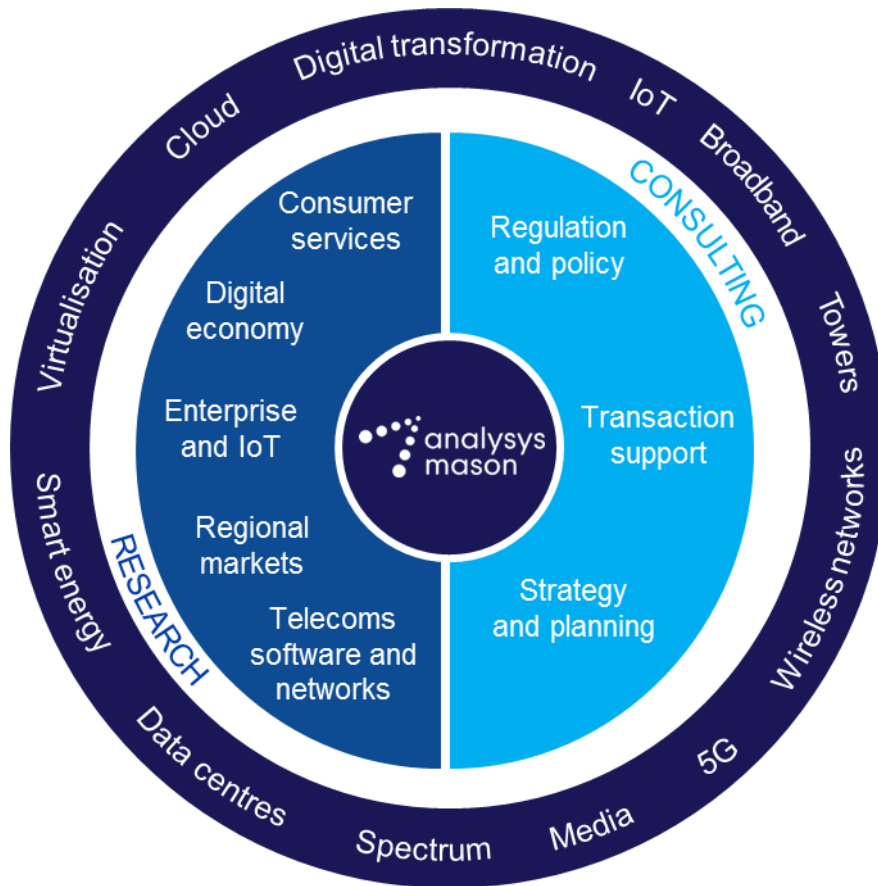 Digital transformation
IoT
Broadband
Towers
Wireless networks
5G
Media
Spectrum
Data centres
Smart energy
Virtualisation
Cloud
RESEARCH
Consumer
services
Digital
economy
Enterprise
and IoT
Regional
markets
Telecoms
software and
networks
CONSULTING
Regulation
and policy
Transaction
support
Strategy
and planning
analysys
mason